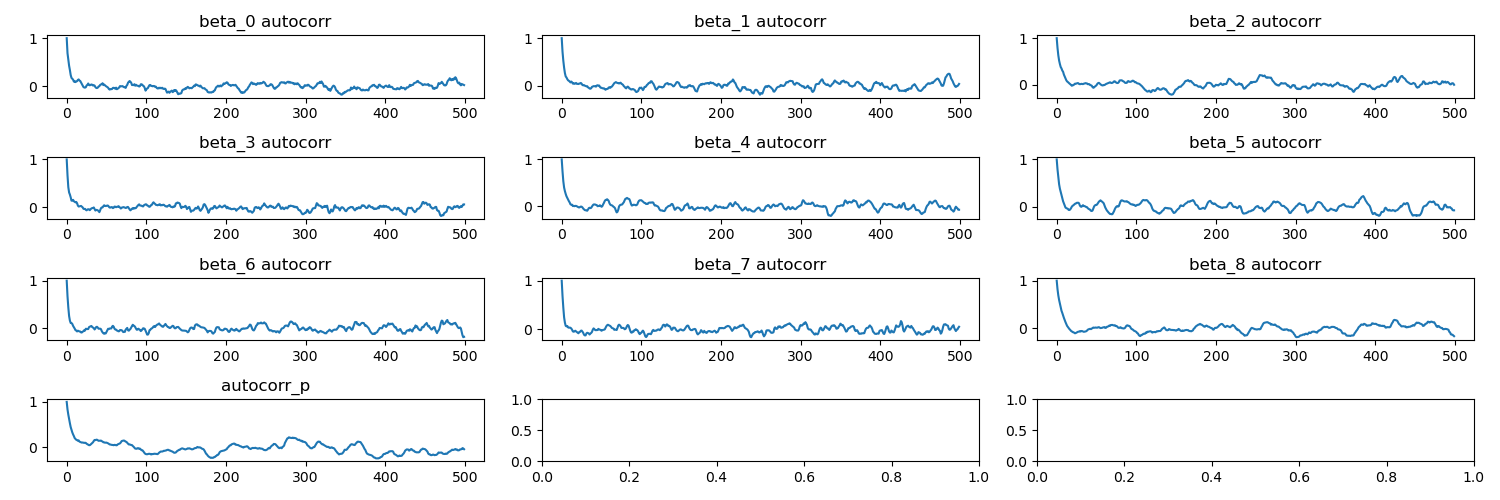 beta_0 autocorr beta_1 autocorr beta_2 autocorr
1 1 1
0 0 0
0 100 200 300 400 500 0 100 200 300 400 500 0 100 200 300 400 500
beta_3 autocorr beta_4 autocorr beta_5 autocorr
1 1 1
0 0 0
0 100 200 300 400 500 0 100 200 300 400 500 0 100 200 300 400 500
beta_6 autocorr beta_7 autocorr beta_8 autocorr
1 1 1
0 0 0
0 100 200 300 400 500 0 100 200 300 400 500 0 100 200 300 400 500
autocorr_p
1 1.0 1.0
0.5 0.5
0 0.0 0.0
0 100 200 300 400 500 0.0 0.2 0.4 0.6 0.8 1.0 0.0 0.2 0.4 0.6 0.8 1.0